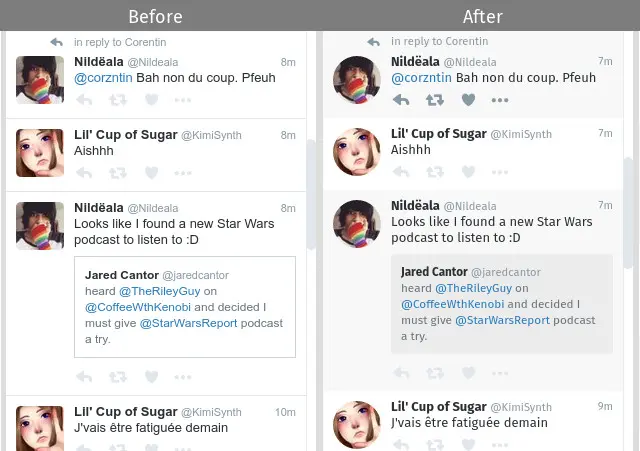 Before
in reply to Corentin
Nildëala @Nildeala 8m
@corzntin Bah non du coup. Pfeuh
Lil' Cup of Sugar @KimiSynth 8m
Aishhh
Nildëala @Nildeala 8m
Looks like I found a new Star Wars
podcast to listen to :D
Jared Cantor @jaredcantor
heard @TheRileyGuy on
@CoffeeWthKenobi and decided I
must give @StarWarsReport podcast
a try.
Lil' Cup of Sugar @KimiSynth 10m
J'vais être fatiguée demain
After
in reply to Corentin
Nildëala @Nildeala 7m
@corzntin Bah non du coup. Pfeuh
Lil' Cup of Sugar @KimiSynth 7m
Aishhh
Nildëala @Nildeala 7m
Looks like I found a new Star Wars
podcast to listen to :D
Jared Cantor @jaredcantor
heard @TheRileyGuy on
@CoffeeWthKenobi and decided I
must give @StarWarsReport podcast
a try.
Lil' Cup of Sugar @KimiSynth 9m
J'vais être fatiguée demain